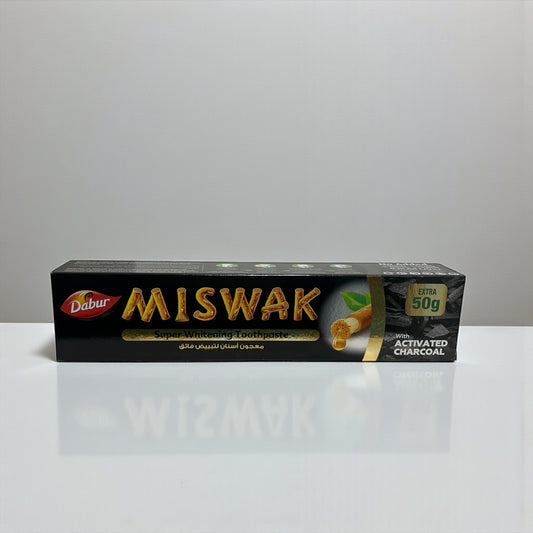 Dabur
MISWAK
Super Whitening Toothpaste
معجون أسنان لتبييض فائق
EXTRA
50g
With
ACTIVATED
CHARCOAL